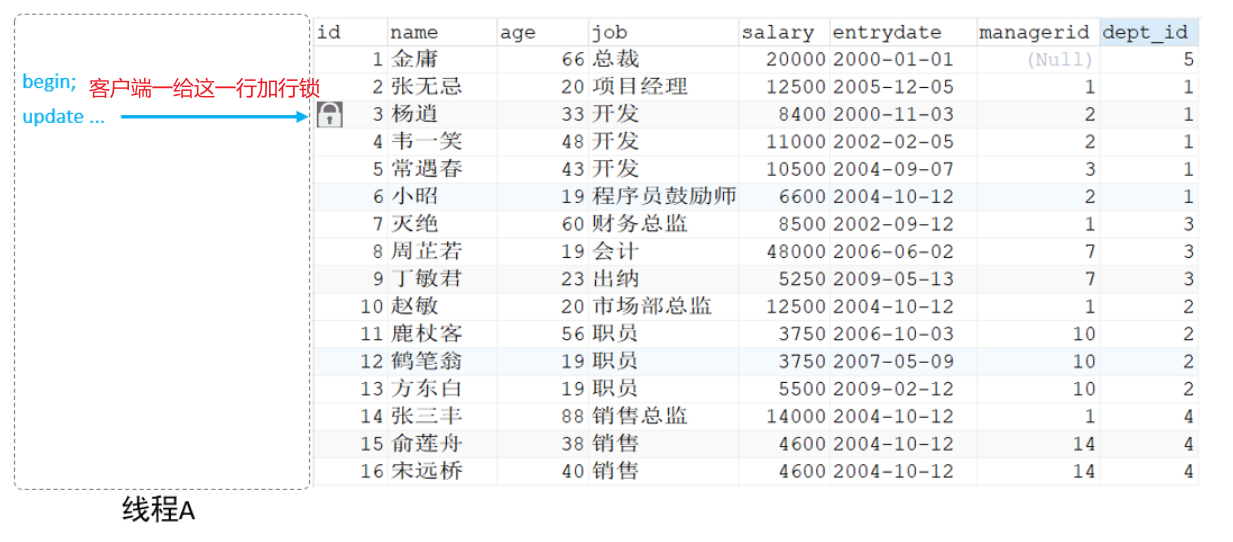 id name age job salary entrydate managerid dept_id
1 金庸 66 总裁 20000 2000-01-01 (Null) 5
begin; 客户端一给这一行加行锁 2 张无忌 20 项目经理 12500 2005-12-05 1 1
update ... 3 杨逍 33 开发 8400 2000-11-03 2 1
4 韦一笑 48 开发 11000 2002-02-05 2 1
5 常遇春 43 开发 10500 2004-09-07 3 1
6 小昭 19 程序员鼓励师 6600 2004-10-12 2 1
7 灭绝 60 财务总监 8500 2002-09-12 1 3
8 周芷若 19 会计 48000 2006-06-02 7 3
9 丁敏君 23 出纳 5250 2009-05-13 7 3
10 赵敏 20 市场部总监 12500 2004-10-12 1 2
11 鹿杖客 56 职员 3750 2006-10-03 10 2
12 鹤笔翁 19 职员 3750 2007-05-09 10 2
13 方东白 19 职员 5500 2009-02-12 10 2
14 张三丰 88 销售总监 14000 2004-10-12 1 4
15 俞莲舟 38 销售 4600 2004-10-12 14 4
16 宋远桥 40 销售 4600 2004-10-12 14 4
线程A